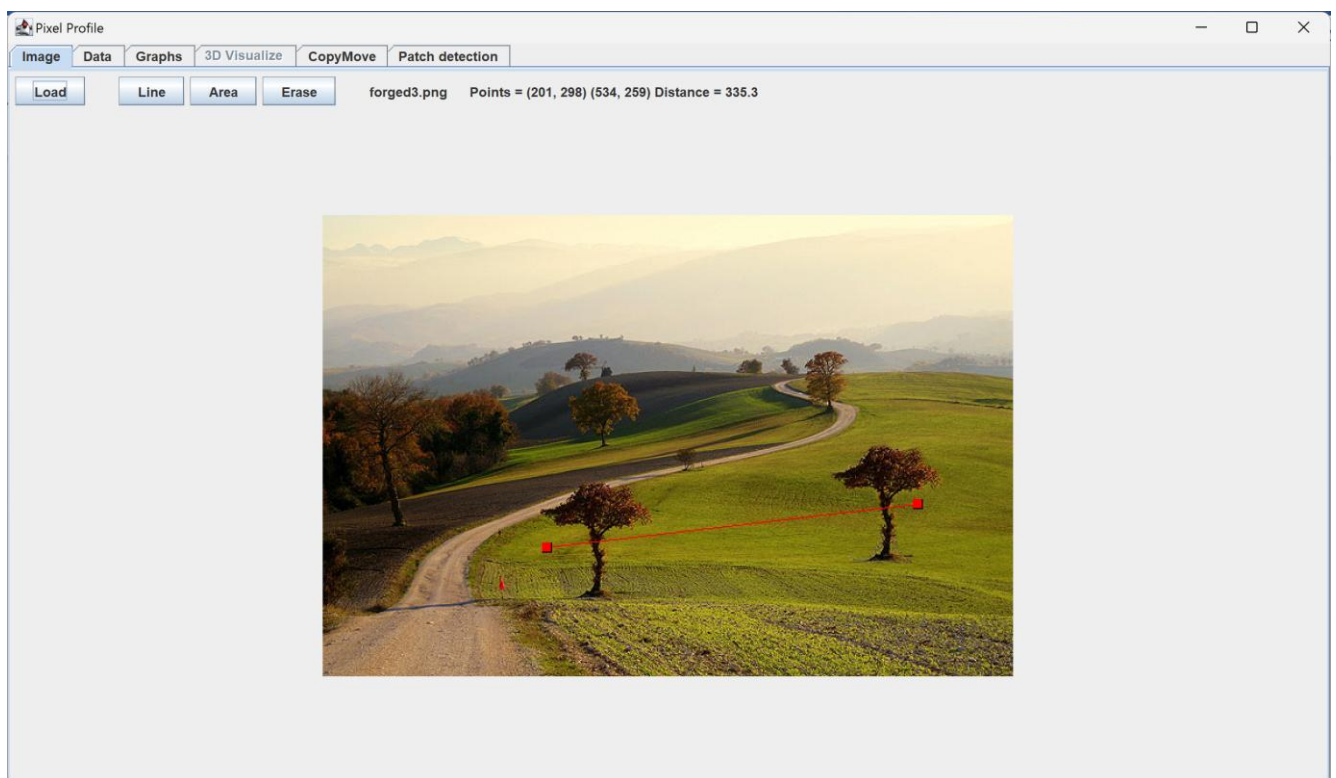 Pixel Profile
Image Data Graphs 3D Visualize CopyMove Patch detection
Load Line Area Erase forged3.png Points = (201, 298) (534, 259) Distance = 335.3